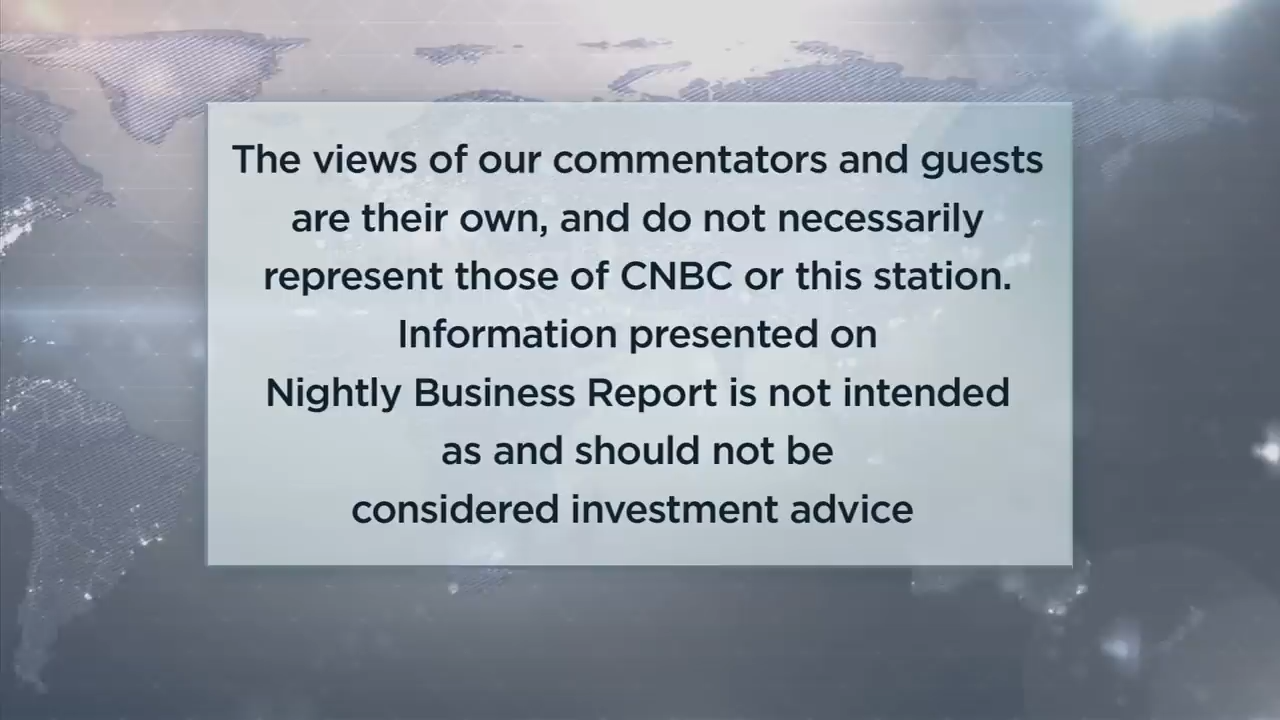 The views of our commentators and guests
are their own, and do not necessarily
represent those of CNBC or this station.
Information presented on
Nightly Business Report is not intended
as and should not be
considered investment advice